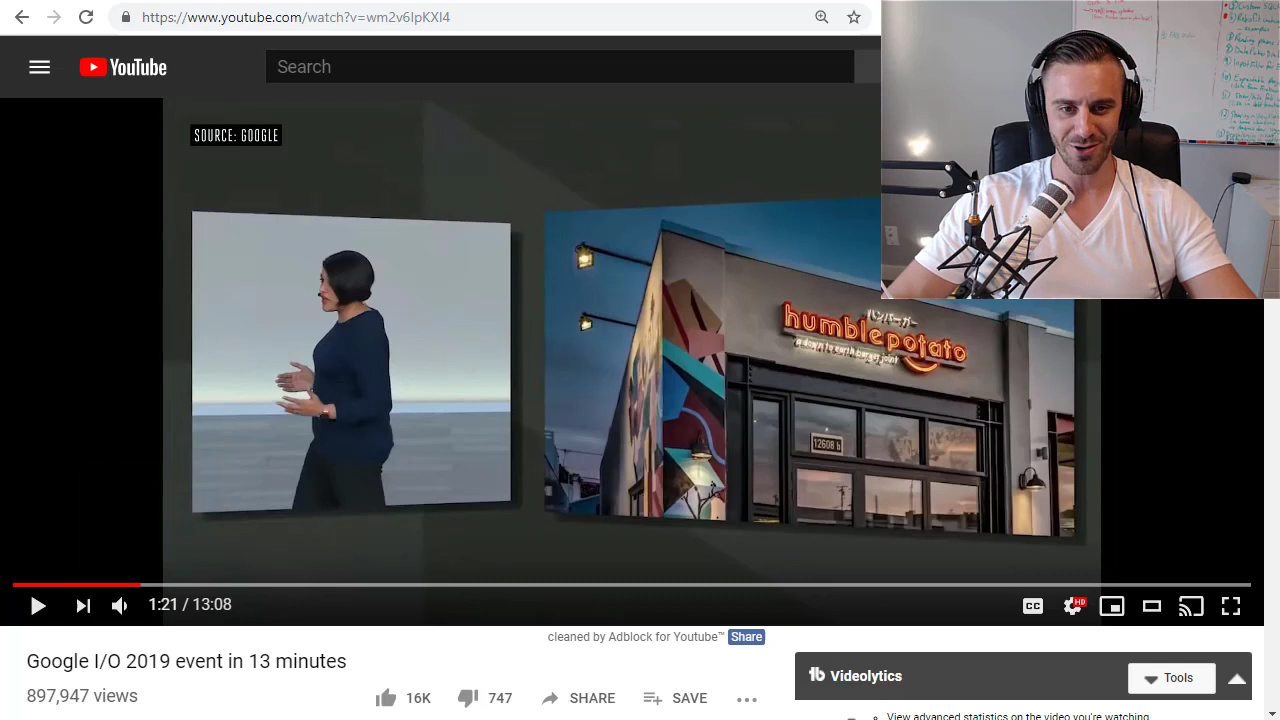 https://www.youtube.com/watch?v=wm2v6IpKXI4
YouTube
Search
SOURCE: GOOGLE
ハンバーガー
humblepotato
a down to earth burger joint
12608 b
1:21 / 13:08
CC
HD
cleaned by Adblock for Youtube™ Share
Google I/O 2019 event in 13 minutes
897,947 views
16K
747
SHARE
SAVE
Videolytics
Tools
View advanced statistics on the video you're watching